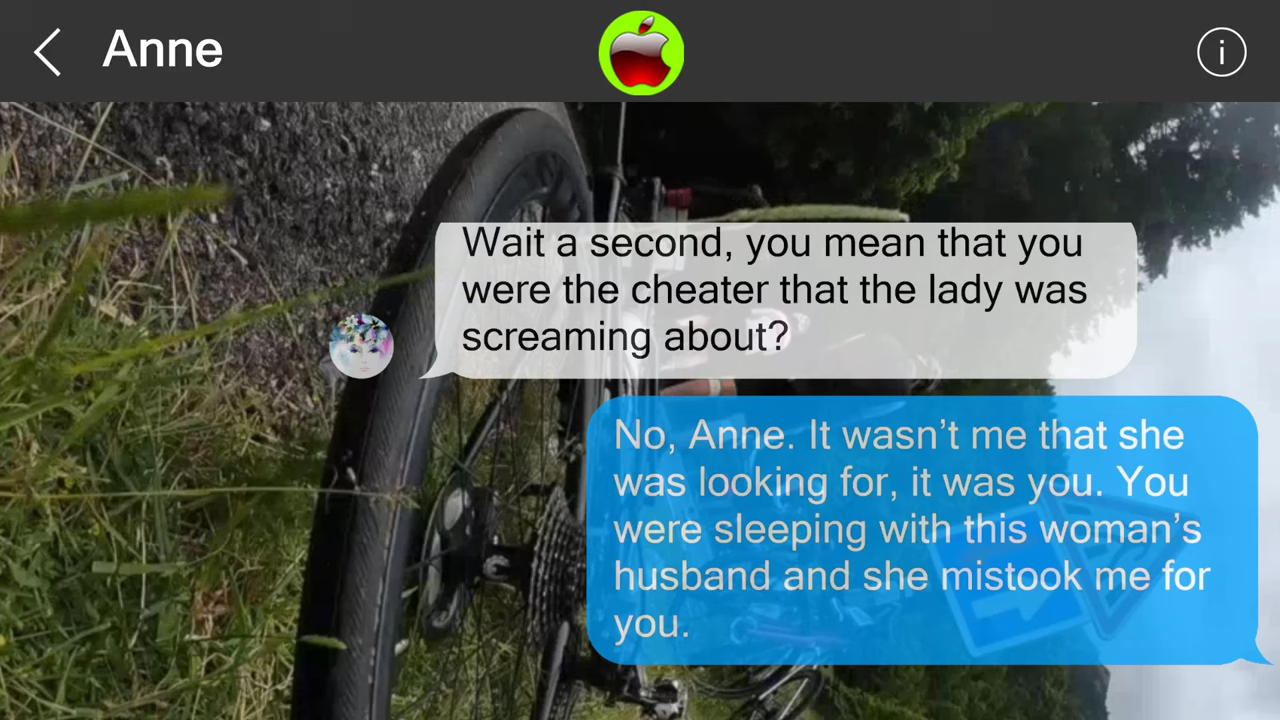 Anne
i
Wait a second, you mean that you
were the cheater that the lady was
screaming about?
No, Anne. It wasn’t me that she
was looking for, it was you. You
were sleeping with this woman’s
husband and she mistook me for
you.